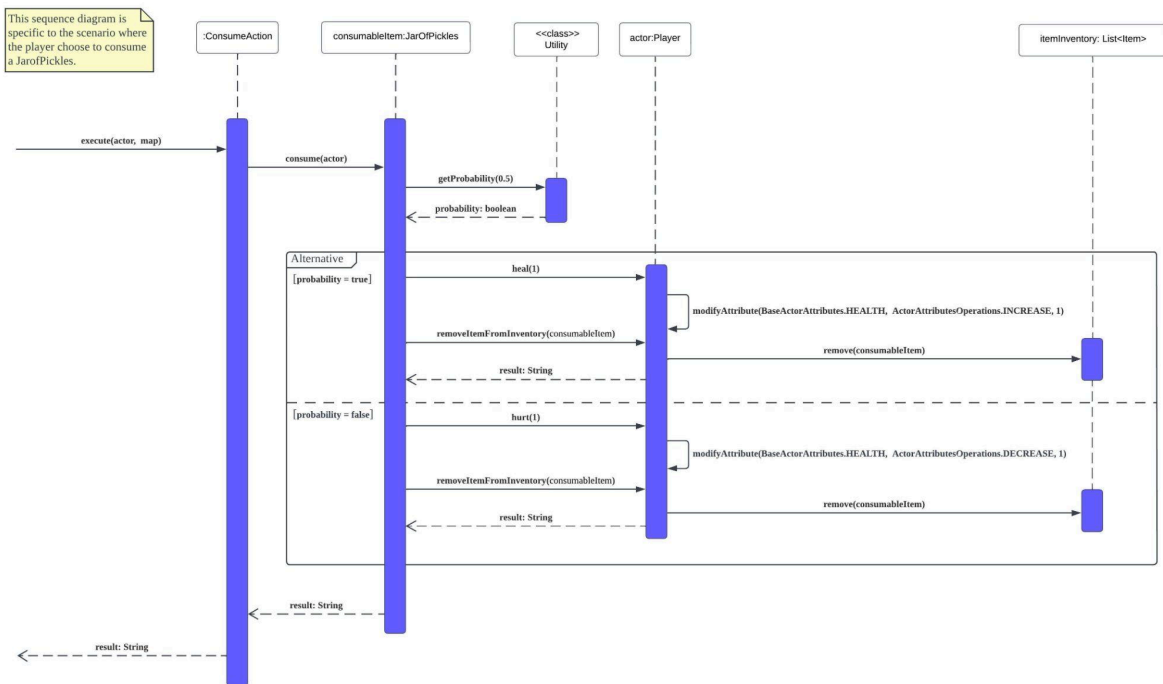 This sequence diagram is
specific to the scenario where
the player choose to consume
a JarofPickles.
:ConsumeAction
consumableItem:JarOfPickles
<<class>>
Utility
actor:Player
itemInventory: List<Item>
execute(actor, map)
consume(actor)
getProbability(0.5)
probability: boolean
Alternative
[probability = true]
heal(1)
modifyAttribute(BaseActorAttributes.HEALTH, ActorAttributesOperations.INCREASE, 1)
removeItemFromInventory(consumableItem)
remove(consumableItem)
result: String
[probability = false]
hurt(1)
modifyAttribute(BaseActorAttributes.HEALTH, ActorAttributesOperations.DECREASE, 1)
removeItemFromInventory(consumableItem)
remove(consumableItem)
result: String
result: String
result: String